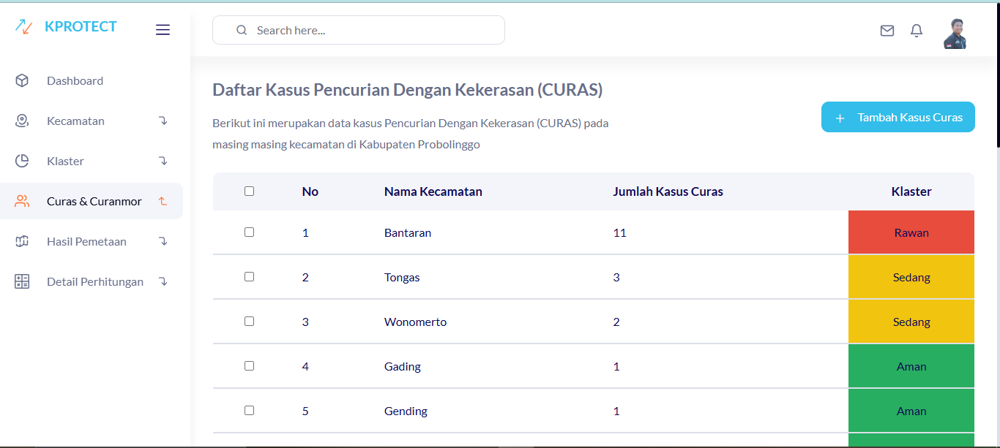 KPROTECT
Search here...
Dashboard
Kecamatan
Klaster
Curas & Curanmor
Hasil Pemetaan
Detail Perhitungan
Daftar Kasus Pencurian Dengan Kekerasan (CURAS)
Berikut ini merupakan data kasus Pencurian Dengan Kekerasan (CURAS) pada
masing masing kecamatan di Kabupaten Probolinggo
+ Tambah Kasus Curas
No Nama Kecamatan Jumlah Kasus Curas Klaster
1 Bantaran 11 Rawan
2 Tongas 3 Sedang
3 Wonomerto 2 Sedang
4 Gading 1 Aman
5 Gending 1 Aman